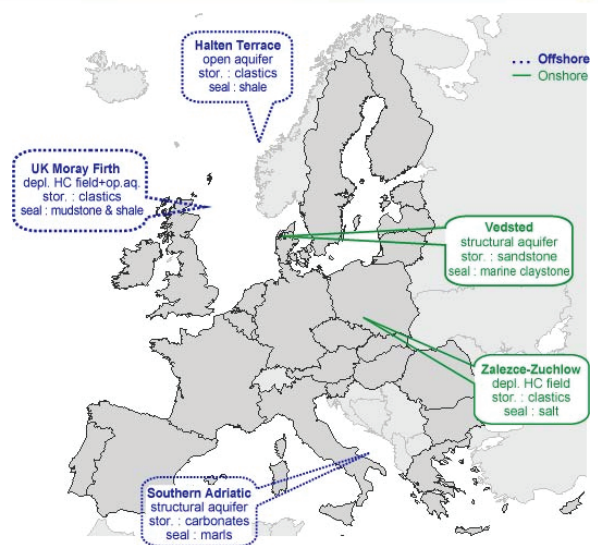 Halten Terrace
open aquifer
stor. : clastics
seal : shale
Offshore
Onshore
UK Moray Firth
depl. HC field+op.aq.
stor. : clastics
seal : mudstone & shale
Vedsted
structural aquifer
stor. : sandstone
seal : marine claystone
Zalezce-Zuchlow
depl. HC field
stor. : clastics
seal : salt
Southern Adriatic
structural aquifer
stor. : carbonates
seal : marls